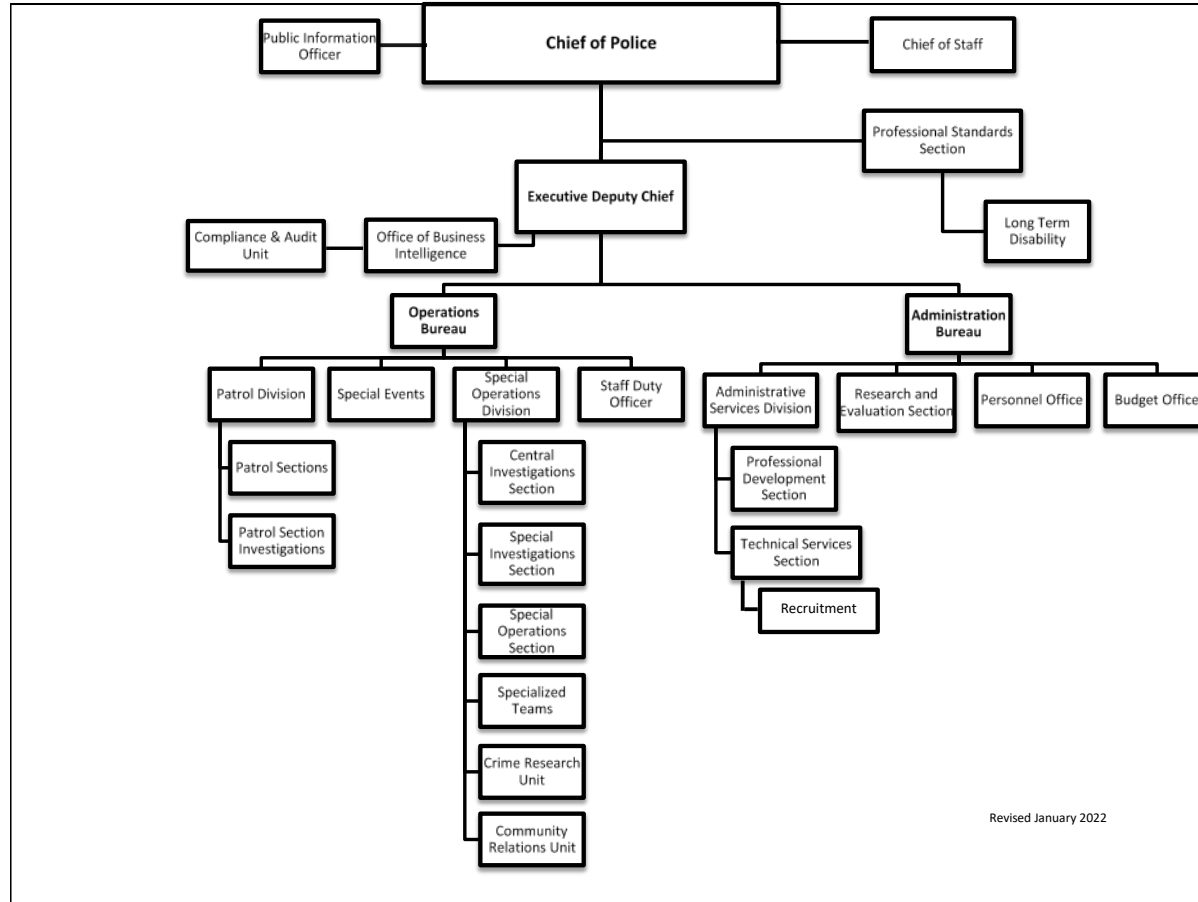 Public Information
Officer
Chief of Police
Chief of Staff
Professional Standards
Section
Executive Deputy Chief
Compliance & Audit
Unit
Office of Business
Intelligence
Long Term
Disability
Operations
Bureau
Administration
Bureau
Patrol Division
Special Events
Special
Operations
Division
Staff Duty
Officer
Administrative
Services Division
Research and
Evaluation Section
Personnel Office
Budget Office
Patrol Sections
Patrol Section
Investigations
Central
Investigations
Section
Special
Investigations
Section
Special
Operations
Section
Specialized
Teams
Crime Research
Unit
Community
Relations Unit
Professional
Development
Section
Technical Services
Section
Recruitment
Revised January 2022